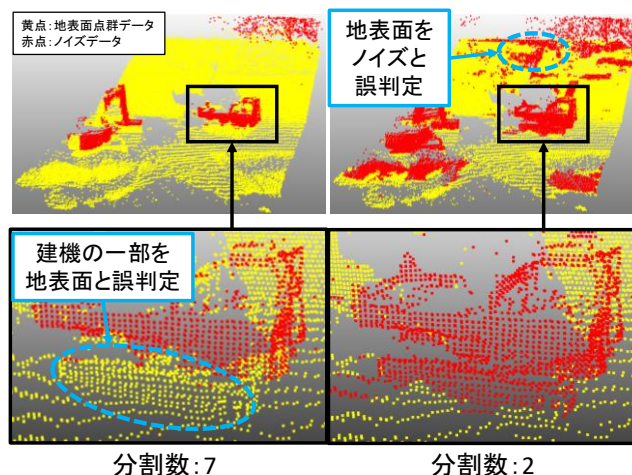 黄点：地表面点群データ
赤点：ノイズデータ
地表面を
ノイズと
誤判定
建機の一部を
地表面と誤判定
分割数：7
分割数：2